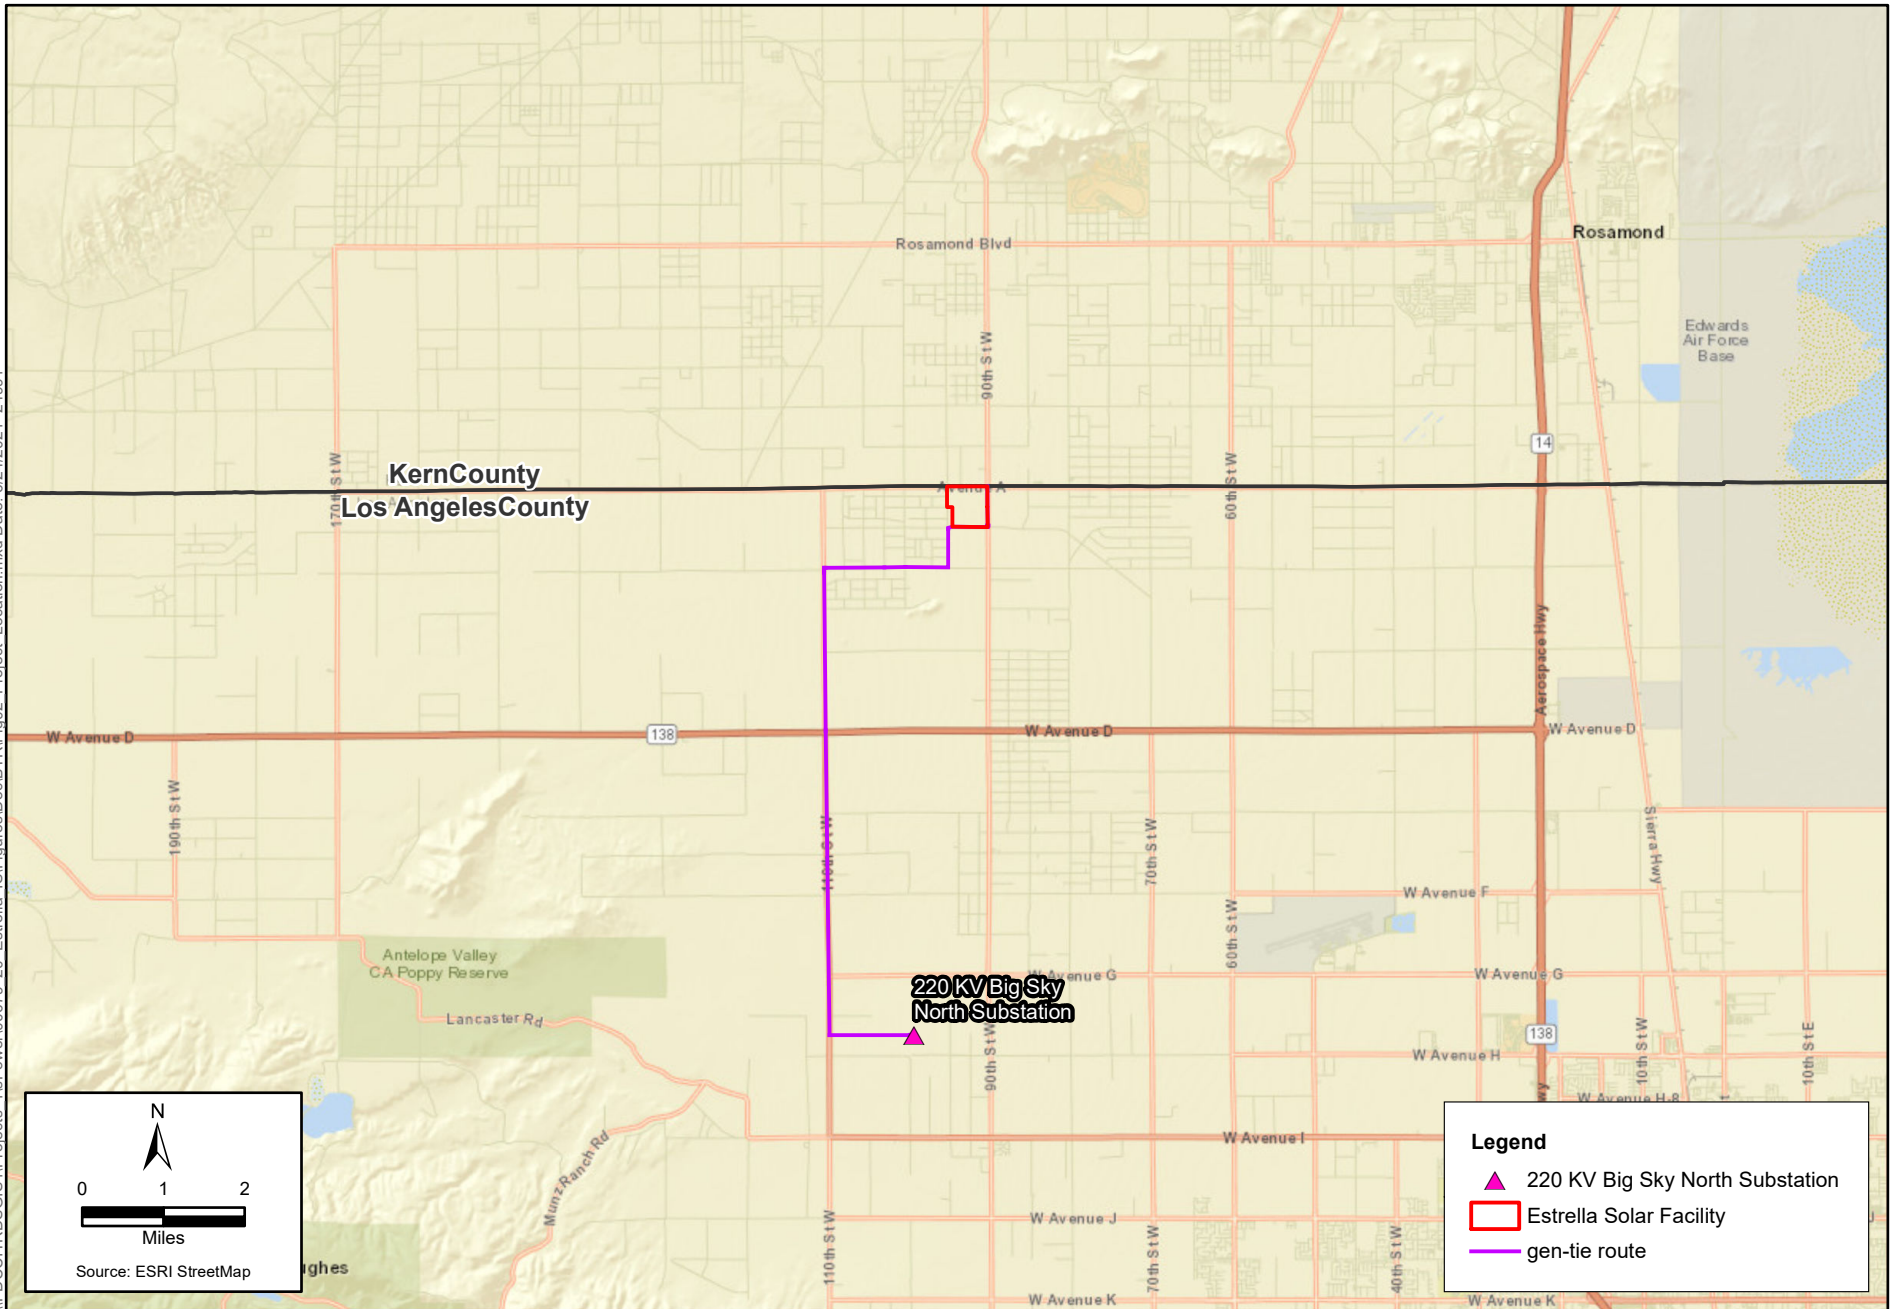 Rosamond Blvd
Rosamond
Edwards
Air Force
Base
90th St W
14
KernCounty
170th St W
60th St W
Avenue A
Los AngelesCounty
Aerospace Hwy
W Avenue D
138
W Avenue D
W Avenue D
190th St W
110th St W
70th St W
Sierra Hwy
W Avenue F
60th St W
Antelope Valley
CA Poppy Reserve
W Avenue G
W Avenue G
220 KV Big Sky
North Substation
Lancaster Rd
90th St W
138
W Avenue H
10th St W
10th St E
W Avenue H-8
wy
W Avenue I
Munz Ranch Rd
110th St W
W Avenue J
70th St W
40th St W
W Avenue K
W Avenue K
ughes
N
0 1 2
Miles
Source: ESRI StreetMap
Legend
220 KV Big Sky North Substation
Estrella Solar Facility
gen-tie route